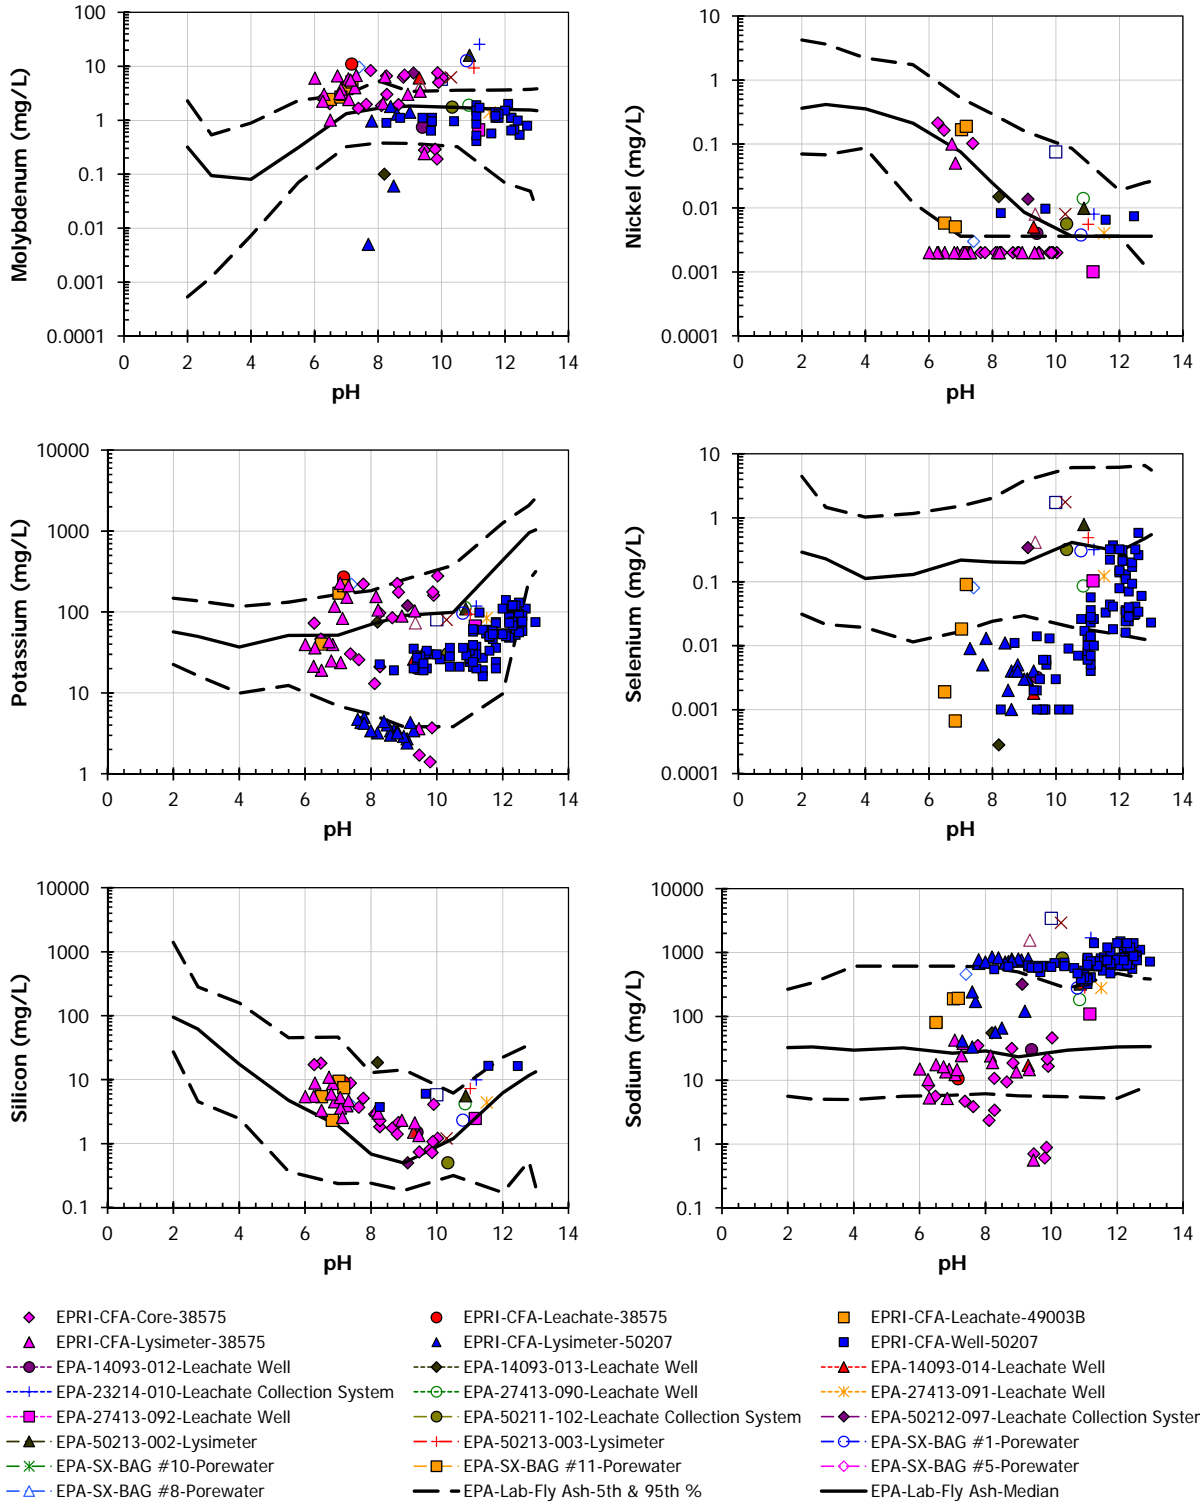 Molybdenum (mg/L)
100
10
1
0.1
0.01
0.001
0.0001
0 2 4 6 8 10 12 14
pH
Nickel (mg/L)
10
1
0.1
0.01
0.001
0.0001
0 2 4 6 8 10 12 14
pH
Potassium (mg/L)
10000
1000
100
10
1
0 2 4 6 8 10 12 14
pH
Selenium (mg/L)
10
1
0.1
0.01
0.001
0.0001
0 2 4 6 8 10 12 14
pH
Silicon (mg/L)
10000
1000
100
10
1
0.1
0 2 4 6 8 10 12 14
pH
Sodium (mg/L)
10000
1000
100
10
1
0.1
0 2 4 6 8 10 12 14
pH
EPRI-CFA-Core-38575 EPRI-CFA-Leachate-38575 EPRI-CFA-Leachate-49003B
EPRI-CFA-Lysimeter-38575 EPRI-CFA-Lysimeter-50207 EPRI-CFA-Well-50207
EPA-14093-012-Leachate Well EPA-14093-013-Leachate Well EPA-14093-014-Leachate Well
EPA-23214-010-Leachate Collection System EPA-27413-090-Leachate Well EPA-27413-091-Leachate Well
EPA-27413-092-Leachate Well EPA-50211-102-Leachate Collection System EPA-50212-097-Leachate Collection System
EPA-50213-002-Lysimeter EPA-50213-003-Lysimeter EPA-SX-BAG #1-Porewater
EPA-SX-BAG #10-Porewater EPA-SX-BAG #11-Porewater EPA-SX-BAG #5-Porewater
EPA-SX-BAG #8-Porewater EPA-Lab-Fly Ash-5th & 95th % EPA-Lab-Fly Ash-Median